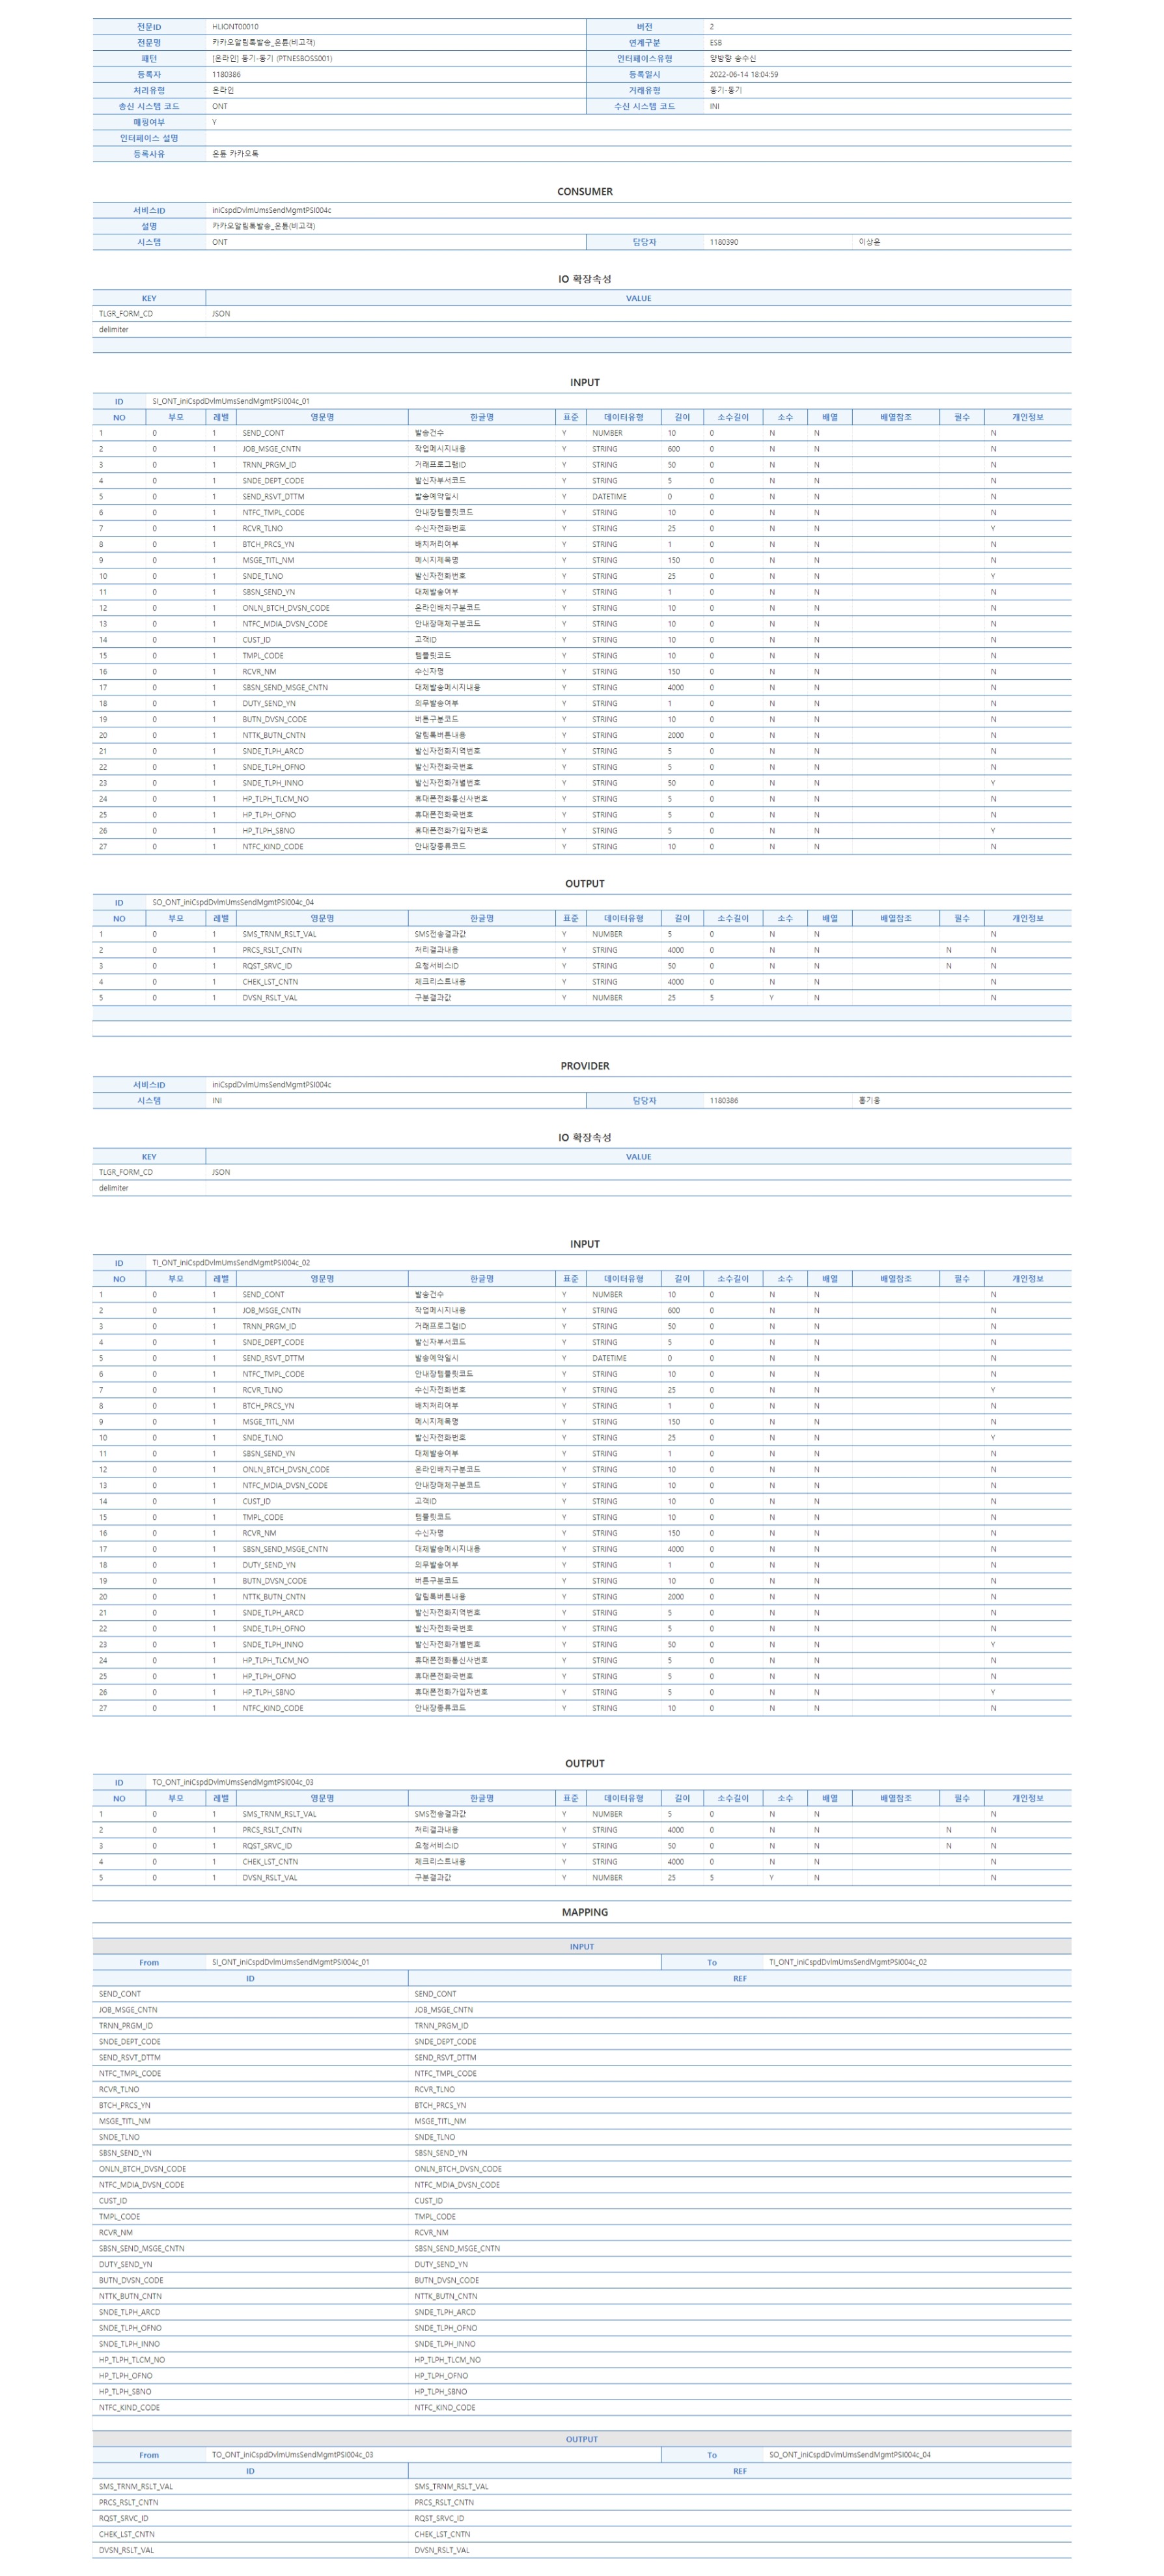 전문ID HLIONT00010 버전 2
전문명 카카오알림톡발송_온튼(비고객) 연계구분 ESB
패턴 [온라인] 동기-동기 (PTNESBOSS001) 인터페이스유형 양방향 송수신
등록자 1180386 등록일시 2022-06-14 18:04:59
처리유형 온라인 거래유형 동기-동기
송신 시스템 코드 ONT 수신 시스템 코드 INI
매핑여부 Y
인터페이스 설명
등록사유 온튼 카카오톡
CONSUMER
서비스ID iniCspdDvlmUmsSendMgmtPSI004c
설명 카카오알림톡발송_온튼(비고객)
시스템 ONT 담당자 1180390 이상윤
IO 확장속성
KEY VALUE
TLGR_FORM_CD JSON
delimiter
INPUT
ID SI_ONT_iniCspdDvlmUmsSendMgmtPSI004c_01
NO 부모 레벨 영문명 한글명 표준 데이터유형 길이 소수길이 소수 배열 배열참조 필수 개인정보
1 0 1 SEND_CONT 발송건수 Y NUMBER 10 0 N N N
2 0 1 JOB_MSGE_CNTN 작업메시지내용 Y STRING 600 0 N N N
3 0 1 TRNN_PRGM_ID 거래프로그램ID Y STRING 50 0 N N N
4 0 1 SNDE_DEPT_CODE 발신자부서코드 Y STRING 5 0 N N N
5 0 1 SEND_RSVT_DTTM 발송예약일시 Y DATETIME 0 0 N N N
6 0 1 NTFC_TMPL_CODE 안내장템플릿코드 Y STRING 10 0 N N N
7 0 1 RCVR_TLNO 수신자전화번호 Y STRING 25 0 N N Y
8 0 1 BTCH_PRCS_YN 배치처리여부 Y STRING 1 0 N N N
9 0 1 MSGE_TITL_NM 메시지제목명 Y STRING 150 0 N N N
10 0 1 SNDE_TLNO 발신자전화번호 Y STRING 25 0 N N Y
11 0 1 SBSN_SEND_YN 대체발송여부 Y STRING 1 0 N N N
12 0 1 ONLN_BTCH_DVSN_CODE 온라인배치구분코드 Y STRING 10 0 N N N
13 0 1 NTFC_MDIA_DVSN_CODE 안내장매체구분코드 Y STRING 10 0 N N N
14 0 1 CUST_ID 고객ID Y STRING 10 0 N N N
15 0 1 TMPL_CODE 템플릿코드 Y STRING 10 0 N N N
16 0 1 RCVR_NM 수신자명 Y STRING 150 0 N N N
17 0 1 SBSN_SEND_MSGE_CNTN 대체발송메시지내용 Y STRING 4000 0 N N N
18 0 1 DUTY_SEND_YN 의무발송여부 Y STRING 1 0 N N N
19 0 1 BUTN_DVSN_CODE 버튼구분코드 Y STRING 10 0 N N N
20 0 1 NTTK_BUTN_CNTN 알림톡버튼내용 Y STRING 2000 0 N N N
21 0 1 SNDE_TLPH_ARCD 발신자전화지역번호 Y STRING 5 0 N N N
22 0 1 SNDE_TLPH_OFNO 발신자전화국번호 Y STRING 5 0 N N N
23 0 1 SNDE_TLPH_INNO 발신자전화개별번호 Y STRING 50 0 N N Y
24 0 1 HP_TLPH_TLCM_NO 휴대폰전화통신사번호 Y STRING 5 0 N N N
25 0 1 HP_TLPH_OFNO 휴대폰전화국번호 Y STRING 5 0 N N N
26 0 1 HP_TLPH_SBNO 휴대폰전화가입자번호 Y STRING 5 0 N N Y
27 0 1 NTFC_KIND_CODE 안내장종류코드 Y STRING 10 0 N N N
OUTPUT
ID SO_ONT_iniCspdDvlmUmsSendMgmtPSI004c_04
NO 부모 레벨 영문명 한글명 표준 데이터유형 길이 소수길이 소수 배열 배열참조 필수 개인정보
1 0 1 SMS_TRNM_RSLT_VAL SMS전송결과값 Y NUMBER 5 0 N N N
2 0 1 PRCS_RSLT_CNTN 처리결과내용 Y STRING 4000 0 N N N N
3 0 1 RQST_SRVC_ID 요청서비스ID Y STRING 50 0 N N N N
4 0 1 CHEK_LST_CNTN 체크리스트내용 Y STRING 4000 0 N N N
5 0 1 DVSN_RSLT_VAL 구분결과값 Y NUMBER 25 5 Y N N
PROVIDER
서비스ID iniCspdDvlmUmsSendMgmtPSI004c
시스템 INI 담당자 1180386 홍기웅
IO 확장속성
KEY VALUE
TLGR_FORM_CD JSON
delimiter
INPUT
ID TI_ONT_iniCspdDvlmUmsSendMgmtPSI004c_02
NO 부모 레벨 영문명 한글명 표준 데이터유형 길이 소수길이 소수 배열 배열참조 필수 개인정보
1 0 1 SEND_CONT 발송건수 Y NUMBER 10 0 N N N
2 0 1 JOB_MSGE_CNTN 작업메시지내용 Y STRING 600 0 N N N
3 0 1 TRNN_PRGM_ID 거래프로그램ID Y STRING 50 0 N N N
4 0 1 SNDE_DEPT_CODE 발신자부서코드 Y STRING 5 0 N N N
5 0 1 SEND_RSVT_DTTM 발송예약일시 Y DATETIME 0 0 N N N
6 0 1 NTFC_TMPL_CODE 안내장템플릿코드 Y STRING 10 0 N N N
7 0 1 RCVR_TLNO 수신자전화번호 Y STRING 25 0 N N Y
8 0 1 BTCH_PRCS_YN 배치처리여부 Y STRING 1 0 N N N
9 0 1 MSGE_TITL_NM 메시지제목명 Y STRING 150 0 N N N
10 0 1 SNDE_TLNO 발신자전화번호 Y STRING 25 0 N N Y
11 0 1 SBSN_SEND_YN 대체발송여부 Y STRING 1 0 N N N
12 0 1 ONLN_BTCH_DVSN_CODE 온라인배치구분코드 Y STRING 10 0 N N N
13 0 1 NTFC_MDIA_DVSN_CODE 안내장매체구분코드 Y STRING 10 0 N N N
14 0 1 CUST_ID 고객ID Y STRING 10 0 N N N
15 0 1 TMPL_CODE 템플릿코드 Y STRING 10 0 N N N
16 0 1 RCVR_NM 수신자명 Y STRING 150 0 N N N
17 0 1 SBSN_SEND_MSGE_CNTN 대체발송메시지내용 Y STRING 4000 0 N N N
18 0 1 DUTY_SEND_YN 의무발송여부 Y STRING 1 0 N N N
19 0 1 BUTN_DVSN_CODE 버튼구분코드 Y STRING 10 0 N N N
20 0 1 NTTK_BUTN_CNTN 알림톡버튼내용 Y STRING 2000 0 N N N
21 0 1 SNDE_TLPH_ARCD 발신자전화지역번호 Y STRING 5 0 N N N
22 0 1 SNDE_TLPH_OFNO 발신자전화국번호 Y STRING 5 0 N N N
23 0 1 SNDE_TLPH_INNO 발신자전화개별번호 Y STRING 50 0 N N Y
24 0 1 HP_TLPH_TLCM_NO 휴대폰전화통신사번호 Y STRING 5 0 N N N
25 0 1 HP_TLPH_OFNO 휴대폰전화국번호 Y STRING 5 0 N N N
26 0 1 HP_TLPH_SBNO 휴대폰전화가입자번호 Y STRING 5 0 N N Y
27 0 1 NTFC_KIND_CODE 안내장종류코드 Y STRING 10 0 N N N
OUTPUT
ID TO_ONT_iniCspdDvlmUmsSendMgmtPSI004c_03
NO 부모 레벨 영문명 한글명 표준 데이터유형 길이 소수길이 소수 배열 배열참조 필수 개인정보
1 0 1 SMS_TRNM_RSLT_VAL SMS전송결과값 Y NUMBER 5 0 N N N
2 0 1 PRCS_RSLT_CNTN 처리결과내용 Y STRING 4000 0 N N N N
3 0 1 RQST_SRVC_ID 요청서비스ID Y STRING 50 0 N N N N
4 0 1 CHEK_LST_CNTN 체크리스트내용 Y STRING 4000 0 N N N
5 0 1 DVSN_RSLT_VAL 구분결과값 Y NUMBER 25 5 Y N N
MAPPING
INPUT
From SI_ONT_iniCspdDvlmUmsSendMgmtPSI004c_01 To TI_ONT_iniCspdDvlmUmsSendMgmtPSI004c_02
ID REF
SEND_CONT SEND_CONT
JOB_MSGE_CNTN JOB_MSGE_CNTN
TRNN_PRGM_ID TRNN_PRGM_ID
SNDE_DEPT_CODE SNDE_DEPT_CODE
SEND_RSVT_DTTM SEND_RSVT_DTTM
NTFC_TMPL_CODE NTFC_TMPL_CODE
RCVR_TLNO RCVR_TLNO
BTCH_PRCS_YN BTCH_PRCS_YN
MSGE_TITL_NM MSGE_TITL_NM
SNDE_TLNO SNDE_TLNO
SBSN_SEND_YN SBSN_SEND_YN
ONLN_BTCH_DVSN_CODE ONLN_BTCH_DVSN_CODE
NTFC_MDIA_DVSN_CODE NTFC_MDIA_DVSN_CODE
CUST_ID CUST_ID
TMPL_CODE TMPL_CODE
RCVR_NM RCVR_NM
SBSN_SEND_MSGE_CNTN SBSN_SEND_MSGE_CNTN
DUTY_SEND_YN DUTY_SEND_YN
BUTN_DVSN_CODE BUTN_DVSN_CODE
NTTK_BUTN_CNTN NTTK_BUTN_CNTN
SNDE_TLPH_ARCD SNDE_TLPH_ARCD
SNDE_TLPH_OFNO SNDE_TLPH_OFNO
SNDE_TLPH_INNO SNDE_TLPH_INNO
HP_TLPH_TLCM_NO HP_TLPH_TLCM_NO
HP_TLPH_OFNO HP_TLPH_OFNO
HP_TLPH_SBNO HP_TLPH_SBNO
NTFC_KIND_CODE NTFC_KIND_CODE
OUTPUT
From TO_ONT_iniCspdDvlmUmsSendMgmtPSI004c_03 To SO_ONT_iniCspdDvlmUmsSendMgmtPSI004c_04
ID REF
SMS_TRNM_RSLT_VAL SMS_TRNM_RSLT_VAL
PRCS_RSLT_CNTN PRCS_RSLT_CNTN
RQST_SRVC_ID RQST_SRVC_ID
CHEK_LST_CNTN CHEK_LST_CNTN
DVSN_RSLT_VAL DVSN_RSLT_VAL